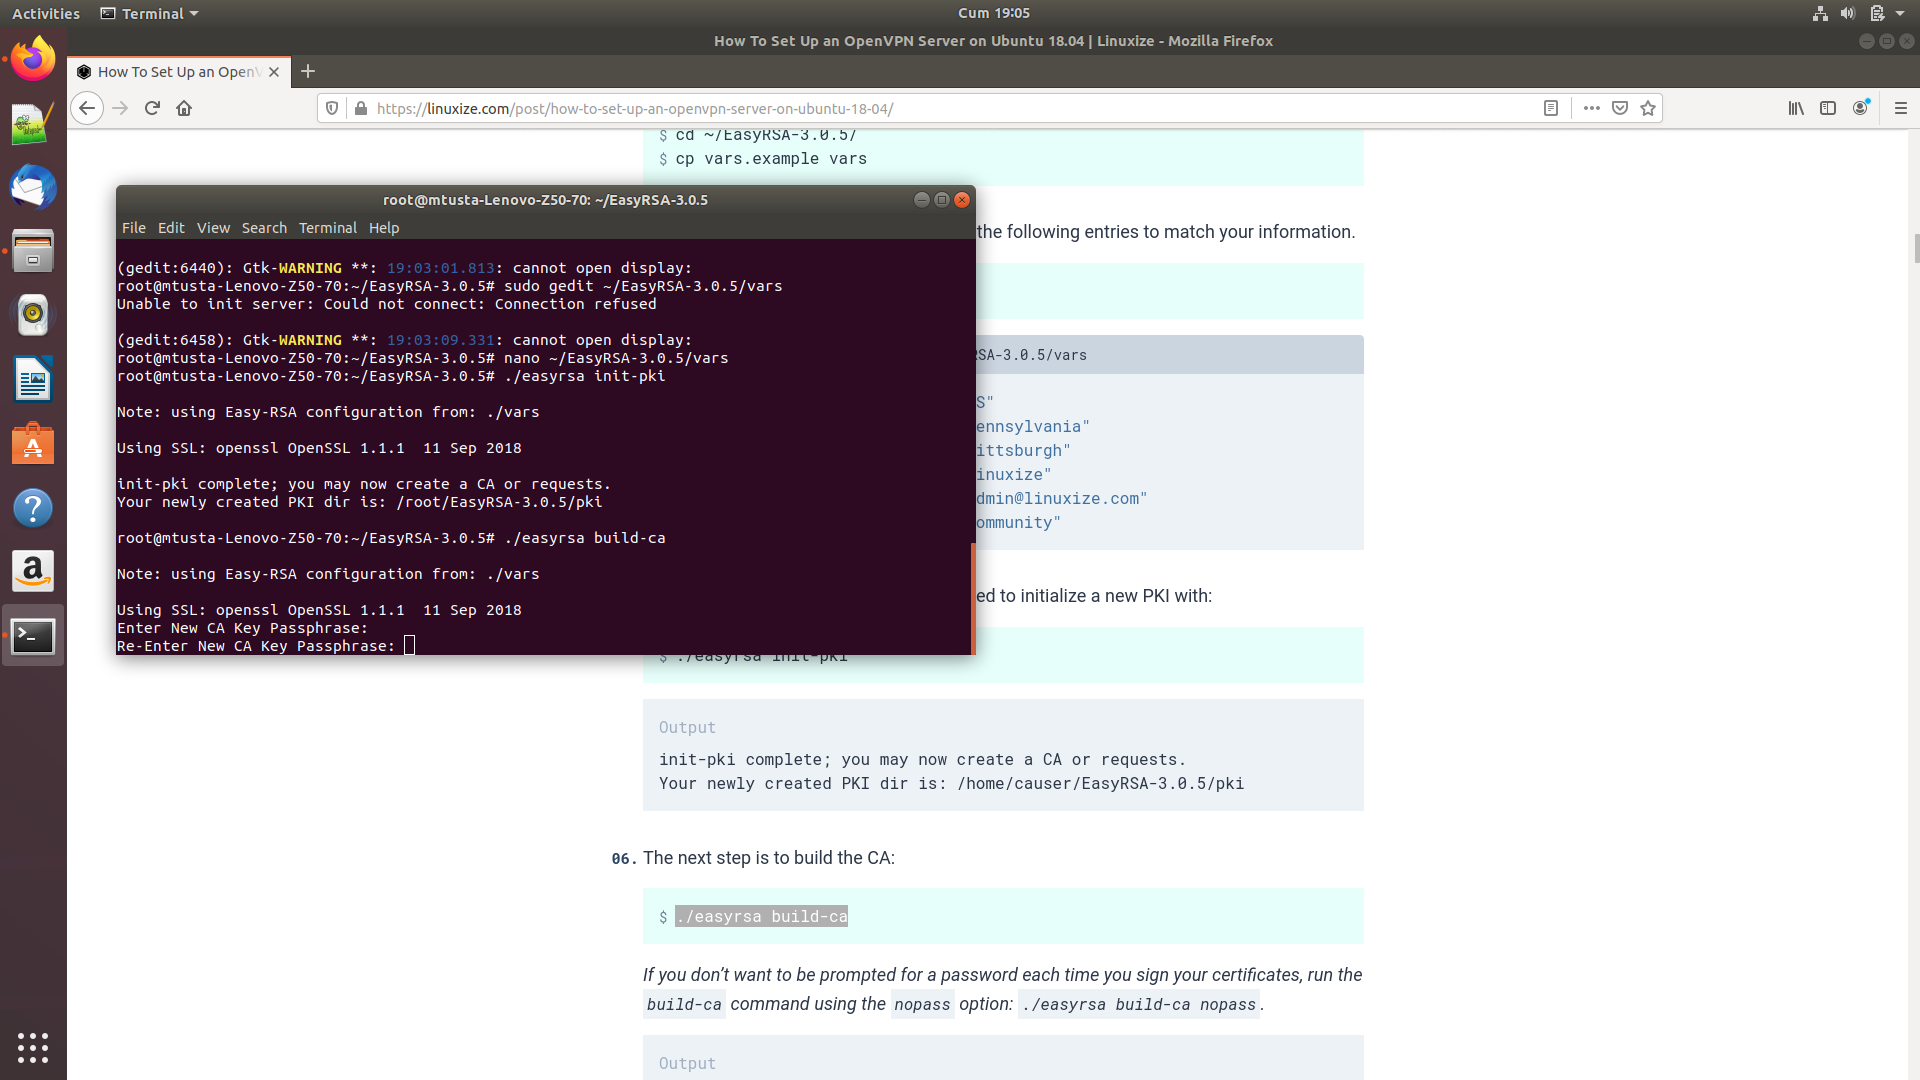 Activities
Terminal
Cum 19:05
How To Set Up an OpenVPN Server on Ubuntu 18.04 | Linuxize - Mozilla Firefox
How To Set Up an OpenV
https://linuxize.com/post/how-to-set-up-an-openvpn-server-on-ubuntu-18-04/
$ cd ~/EasyRSA-3.0.5/
$ cp vars.example vars
the following entries to match your information.
RSA-3.0.5/vars
S"
ennsylvania"
ittsburgh"
inuxize"
dmin@linuxize.com"
ommunity"
ed to initialize a new PKI with:
$ ./easyrsa init-pki
Output
init-pki complete; you may now create a CA or requests.
Your newly created PKI dir is: /home/causer/EasyRSA-3.0.5/pki
06. The next step is to build the CA:
$ ./easyrsa build-ca
If you don’t want to be prompted for a password each time you sign your certificates, run the
build-ca command using the nopass option: ./easyrsa build-ca nopass.
Output
root@mtusta-Lenovo-Z50-70: ~/EasyRSA-3.0.5
File Edit View Search Terminal Help
(gedit:6440): Gtk-WARNING **: 19:03:01.813: cannot open display:
root@mtusta-Lenovo-Z50-70:~/EasyRSA-3.0.5# sudo gedit ~/EasyRSA-3.0.5/vars
Unable to init server: Could not connect: Connection refused
(gedit:6458): Gtk-WARNING **: 19:03:09.331: cannot open display:
root@mtusta-Lenovo-Z50-70:~/EasyRSA-3.0.5# nano ~/EasyRSA-3.0.5/vars
root@mtusta-Lenovo-Z50-70:~/EasyRSA-3.0.5# ./easyrsa init-pki
Note: using Easy-RSA configuration from: ./vars
Using SSL: openssl OpenSSL 1.1.1  11 Sep 2018
init-pki complete; you may now create a CA or requests.
Your newly created PKI dir is: /root/EasyRSA-3.0.5/pki
root@mtusta-Lenovo-Z50-70:~/EasyRSA-3.0.5# ./easyrsa build-ca
Note: using Easy-RSA configuration from: ./vars
Using SSL: openssl OpenSSL 1.1.1  11 Sep 2018
Enter New CA Key Passphrase:
Re-Enter New CA Key Passphrase: